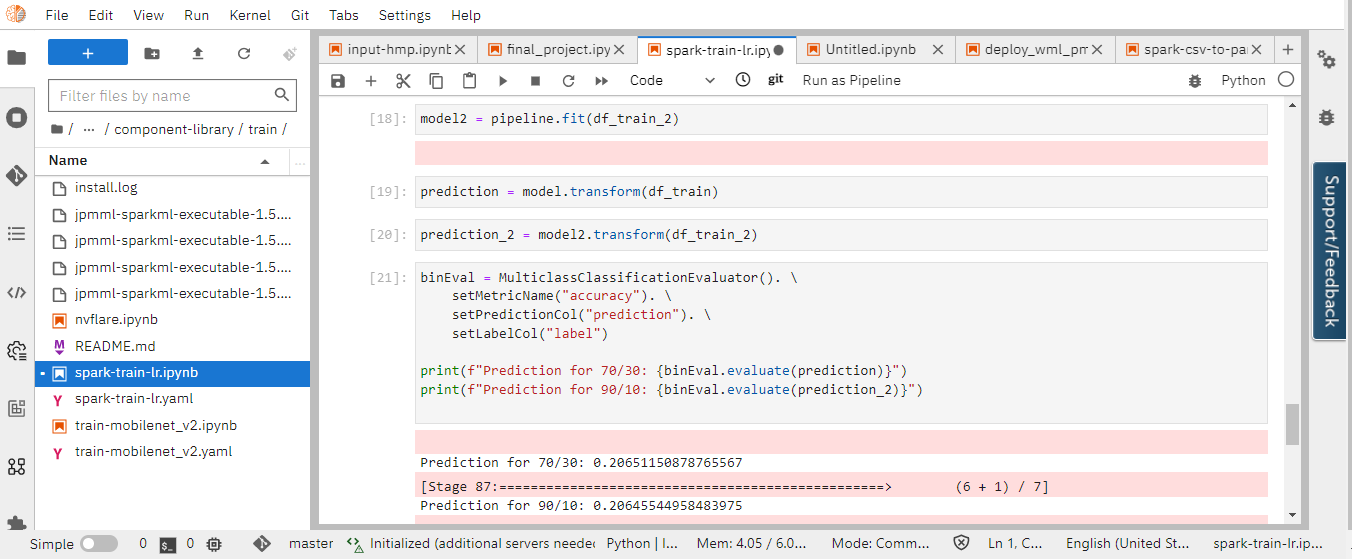 File Edit View Run Kernel Git Tabs Settings Help
+
input-hmp.ipynb
final_project.ipy
spark-train-lr.ipy
Untitled.ipynb
deploy_wml_pm
spark-csv-to-pa
Code
git
Run as Pipeline
Python
Filter files by name
/ ··· / component-library / train /
Name
install.log
jpmml-sparkml-executable-1.5....
jpmml-sparkml-executable-1.5....
jpmml-sparkml-executable-1.5....
jpmml-sparkml-executable-1.5....
nvflare.ipynb
README.md
spark-train-lr.ipynb
spark-train-lr.yaml
train-mobilenet_v2.ipynb
train-mobilenet_v2.yaml
[18]: model2 = pipeline.fit(df_train_2)
[19]: prediction = model.transform(df_train)
[20]: prediction_2 = model2.transform(df_train_2)
[21]: binEval = MulticlassClassificationEvaluator(). \
setMetricName("accuracy"). \
setPredictionCol("prediction"). \
setLabelCol("label")
print(f"Prediction for 70/30: {binEval.evaluate(prediction)}")
print(f"Prediction for 90/10: {binEval.evaluate(prediction_2)}")
Prediction for 70/30: 0.20651150878765567
[Stage 87:=================================================> (6 + 1) / 7]
Prediction for 90/10: 0.20645544958483975
Support/Feedback
Simple 0 $_ 0 master Initialized (additional servers neede Python | I... Mem: 4.05 / 6.0... Mode: Comm... Ln 1, C... English (United St... spark-train-lr.ip...